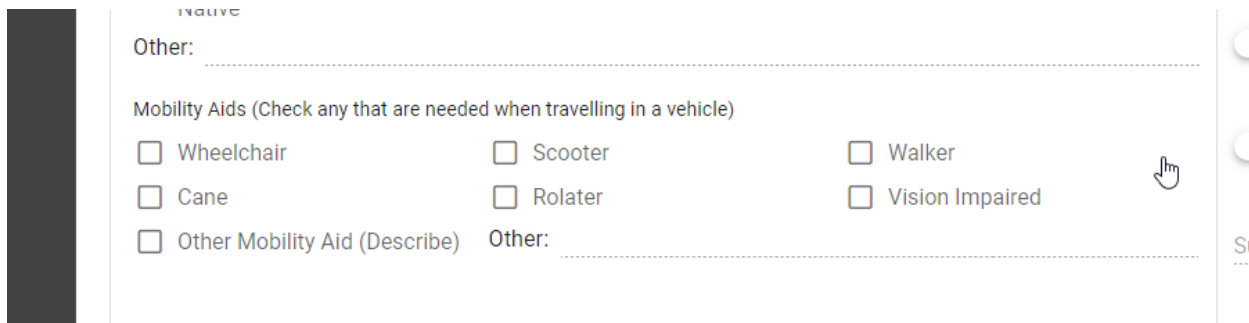 Native
Other:
Mobility Aids (Check any that are needed when travelling in a vehicle)
Wheelchair Scooter Walker
Cane Rolater Vision Impaired
Other Mobility Aid (Describe) Other: